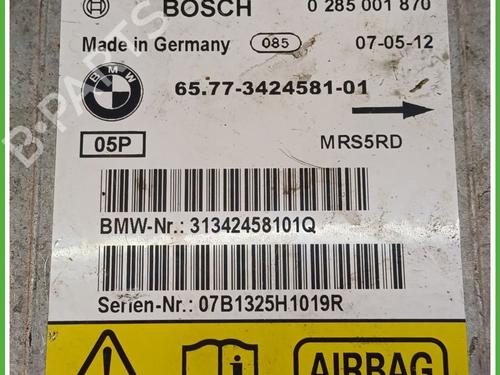 BOSCH 0 285 001 870
Made in Germany 085 07-05-12
BMW 65.77-3424581-01
05P MRS5RD
BMW-Nr.: 31342458101Q
Serien-Nr.: 07B1325H1019R
AIRBAG
B-PARTS